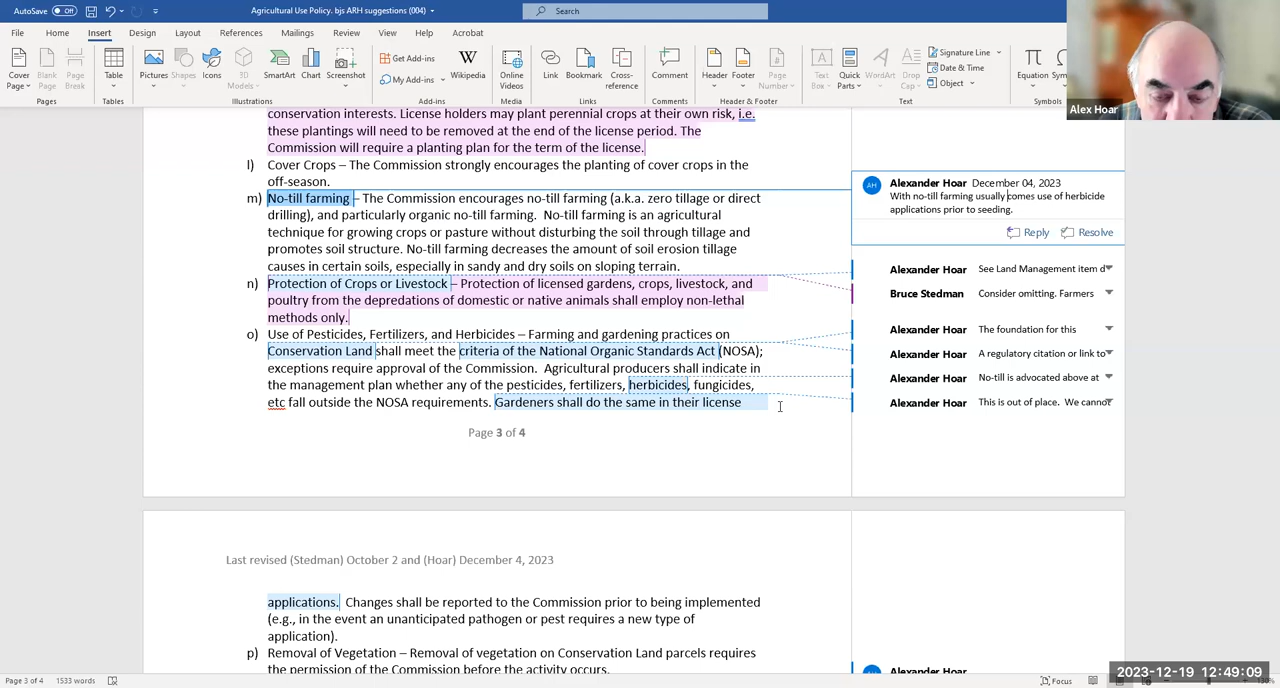 AutoSave Off
Agricultural Use Policy. bjs ARH suggestions (004)
Search
File Home Insert Design Layout References Mailings Review View Help Acrobat
Cover Page
Blank Page
Page Break
Table
Pictures
Shapes
Icons
3D Models
SmartArt
Chart
Screenshot
Get Add-ins
My Add-ins
Wikipedia
Online Videos
Link
Bookmark
Cross-reference
Comment
Header
Footer
Page Number
Text Box
Quick Parts
WordArt
Drop Cap
Signature Line
Date & Time
Object
Equation
Pages Tables Illustrations Add-ins Media Links Comments Header & Footer Text Symbols
Alex Hoar
conservation interests. License holders may plant perennial crops at their own risk, i.e.
these plantings will need to be removed at the end of the license period. The
Commission will require a planting plan for the term of the license.
l) Cover Crops – The Commission strongly encourages the planting of cover crops in the
off-season.
m) No-till farming – The Commission encourages no-till farming (a.k.a. zero tillage or direct
drilling), and particularly organic no-till farming. No-till farming is an agricultural
technique for growing crops or pasture without disturbing the soil through tillage and
promotes soil structure. No-till farming decreases the amount of soil erosion tillage
causes in certain soils, especially in sandy and dry soils on sloping terrain.
n) Protection of Crops or Livestock – Protection of licensed gardens, crops, livestock, and
poultry from the depredations of domestic or native animals shall employ non-lethal
methods only.
o) Use of Pesticides, Fertilizers, and Herbicides – Farming and gardening practices on
Conservation Land shall meet the criteria of the National Organic Standards Act (NOSA);
exceptions require approval of the Commission. Agricultural producers shall indicate in
the management plan whether any of the pesticides, fertilizers, herbicides, fungicides,
etc fall outside the NOSA requirements. Gardeners shall do the same in their license
Page 3 of 4
AH
Alexander Hoar December 04, 2023
With no-till farming usually comes use of herbicide
applications prior to seeding.
Reply Resolve
Alexander Hoar See Land Management item d
Bruce Stedman Consider omitting. Farmers
Alexander Hoar The foundation for this
Alexander Hoar A regulatory citation or link to
Alexander Hoar No-till is advocated above at
Alexander Hoar This is out of place. We cannot
Last revised (Stedman) October 2 and (Hoar) December 4, 2023
applications. Changes shall be reported to the Commission prior to being implemented
(e.g., in the event an unanticipated pathogen or pest requires a new type of
application).
p) Removal of Vegetation – Removal of vegetation on Conservation Land parcels requires
the permission of the Commission before the activity occurs.
Alexander Hoar
2023-12-19 12:49:09
Page 3 of 4 1533 words
Focus